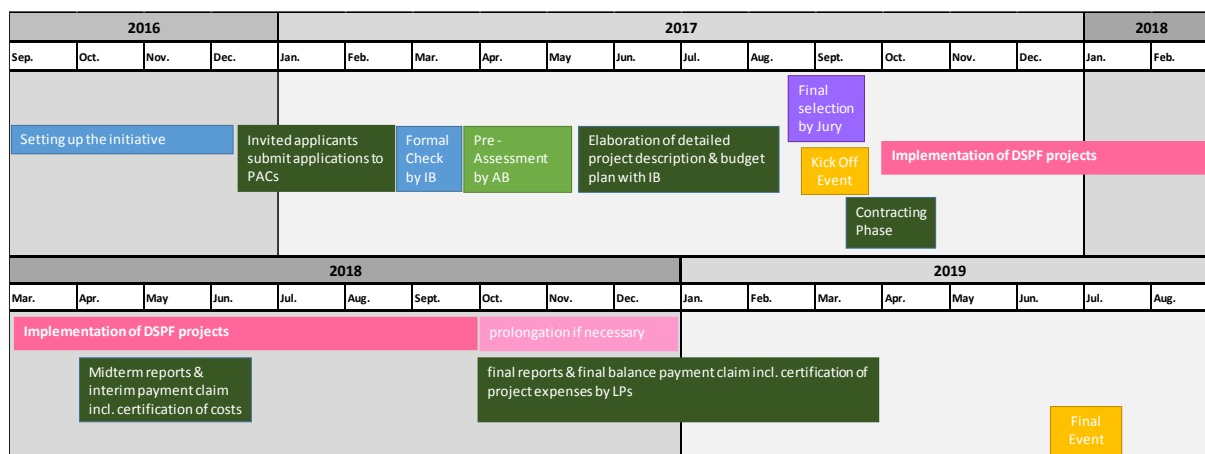 2016 2017 2018
Sep. Oct. Nov. Dec. Jan. Feb. Mar. Apr. May Jun. Jul. Aug. Sept. Oct. Nov. Dec. Jan. Feb.
Setting up the initiative
Invited applicants
submit applications to
PACs
Formal
Check
by IB
Pre -
Assessment
by AB
Elaboration of detailed
project description & budget
plan with IB
Final
selection
by Jury
Kick Off
Event
Contracting
Phase
Implementation of DSPF projects
2018 2019
Mar. Apr. May Jun. Jul. Aug. Sept. Oct. Nov. Dec. Jan. Feb. Mar. Apr. May Jun. Jul. Aug.
Implementation of DSPF projects
prolongation if necessary
Midterm reports &
interim payment claim
incl. certification of costs
final reports & final balance payment claim incl. certification of
project expenses by LPs
Final
Event